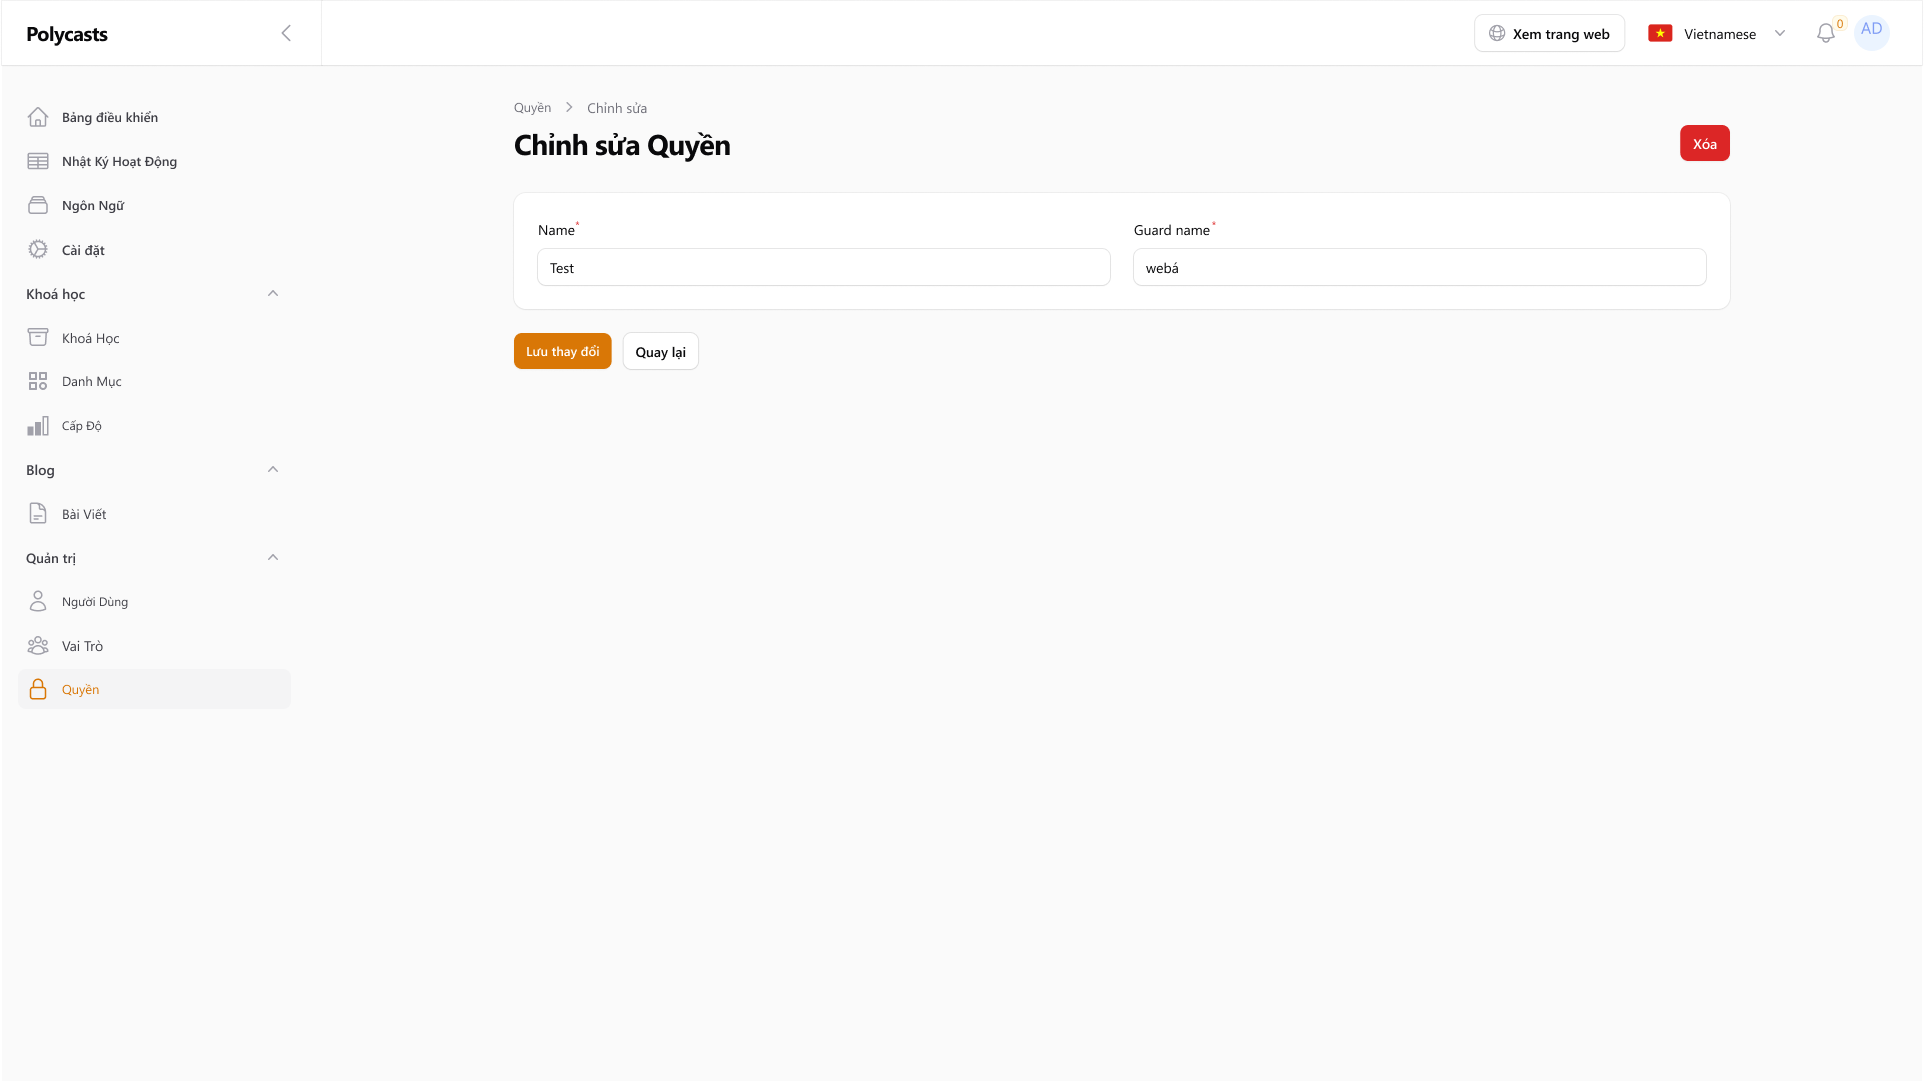 Polycasts
Xem trang web
Vietnamese
0
AD
Bảng điều khiển
Nhật Ký Hoạt Động
Ngôn Ngữ
Cài đặt
Khoá học
Khoá Học
Danh Mục
Cấp Độ
Blog
Bài Viết
Quản trị
Người Dùng
Vai Trò
Quyền
Quyền > Chỉnh sửa
Chỉnh sửa Quyền
Xóa
Name*
Test
Guard name*
webá
Lưu thay đổi
Quay lại